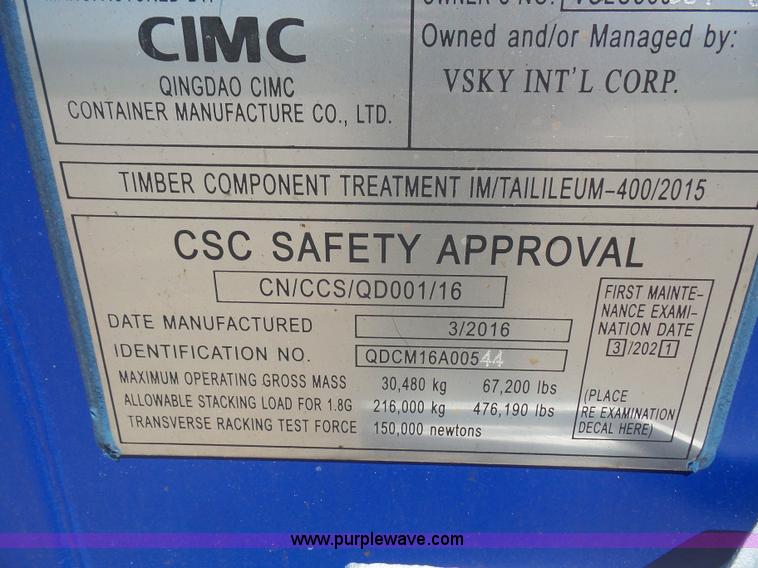 OWNER'S NO.
CIMC
QINGDAO CIMC
CONTAINER MANUFACTURE CO., LTD.
Owned and/or Managed by:
VSKY INT'L CORP.
TIMBER COMPONENT TREATMENT IM/TAILILEUM-400/2015
CSC SAFETY APPROVAL
CN/CCS/QD001/16
DATE MANUFACTURED 3/2016
IDENTIFICATION NO. QDCM16A00544
MAXIMUM OPERATING GROSS MASS 30,480 kg 67,200 lbs
ALLOWABLE STACKING LOAD FOR 1.8G 216,000 kg 476,190 lbs
TRANSVERSE RACKING TEST FORCE 150,000 newtons
FIRST MAINTE-
NANCE EXAMI-
NATION DATE
3/2021
(PLACE
RE EXAMINATION
DECAL HERE)
www.purplewave.com